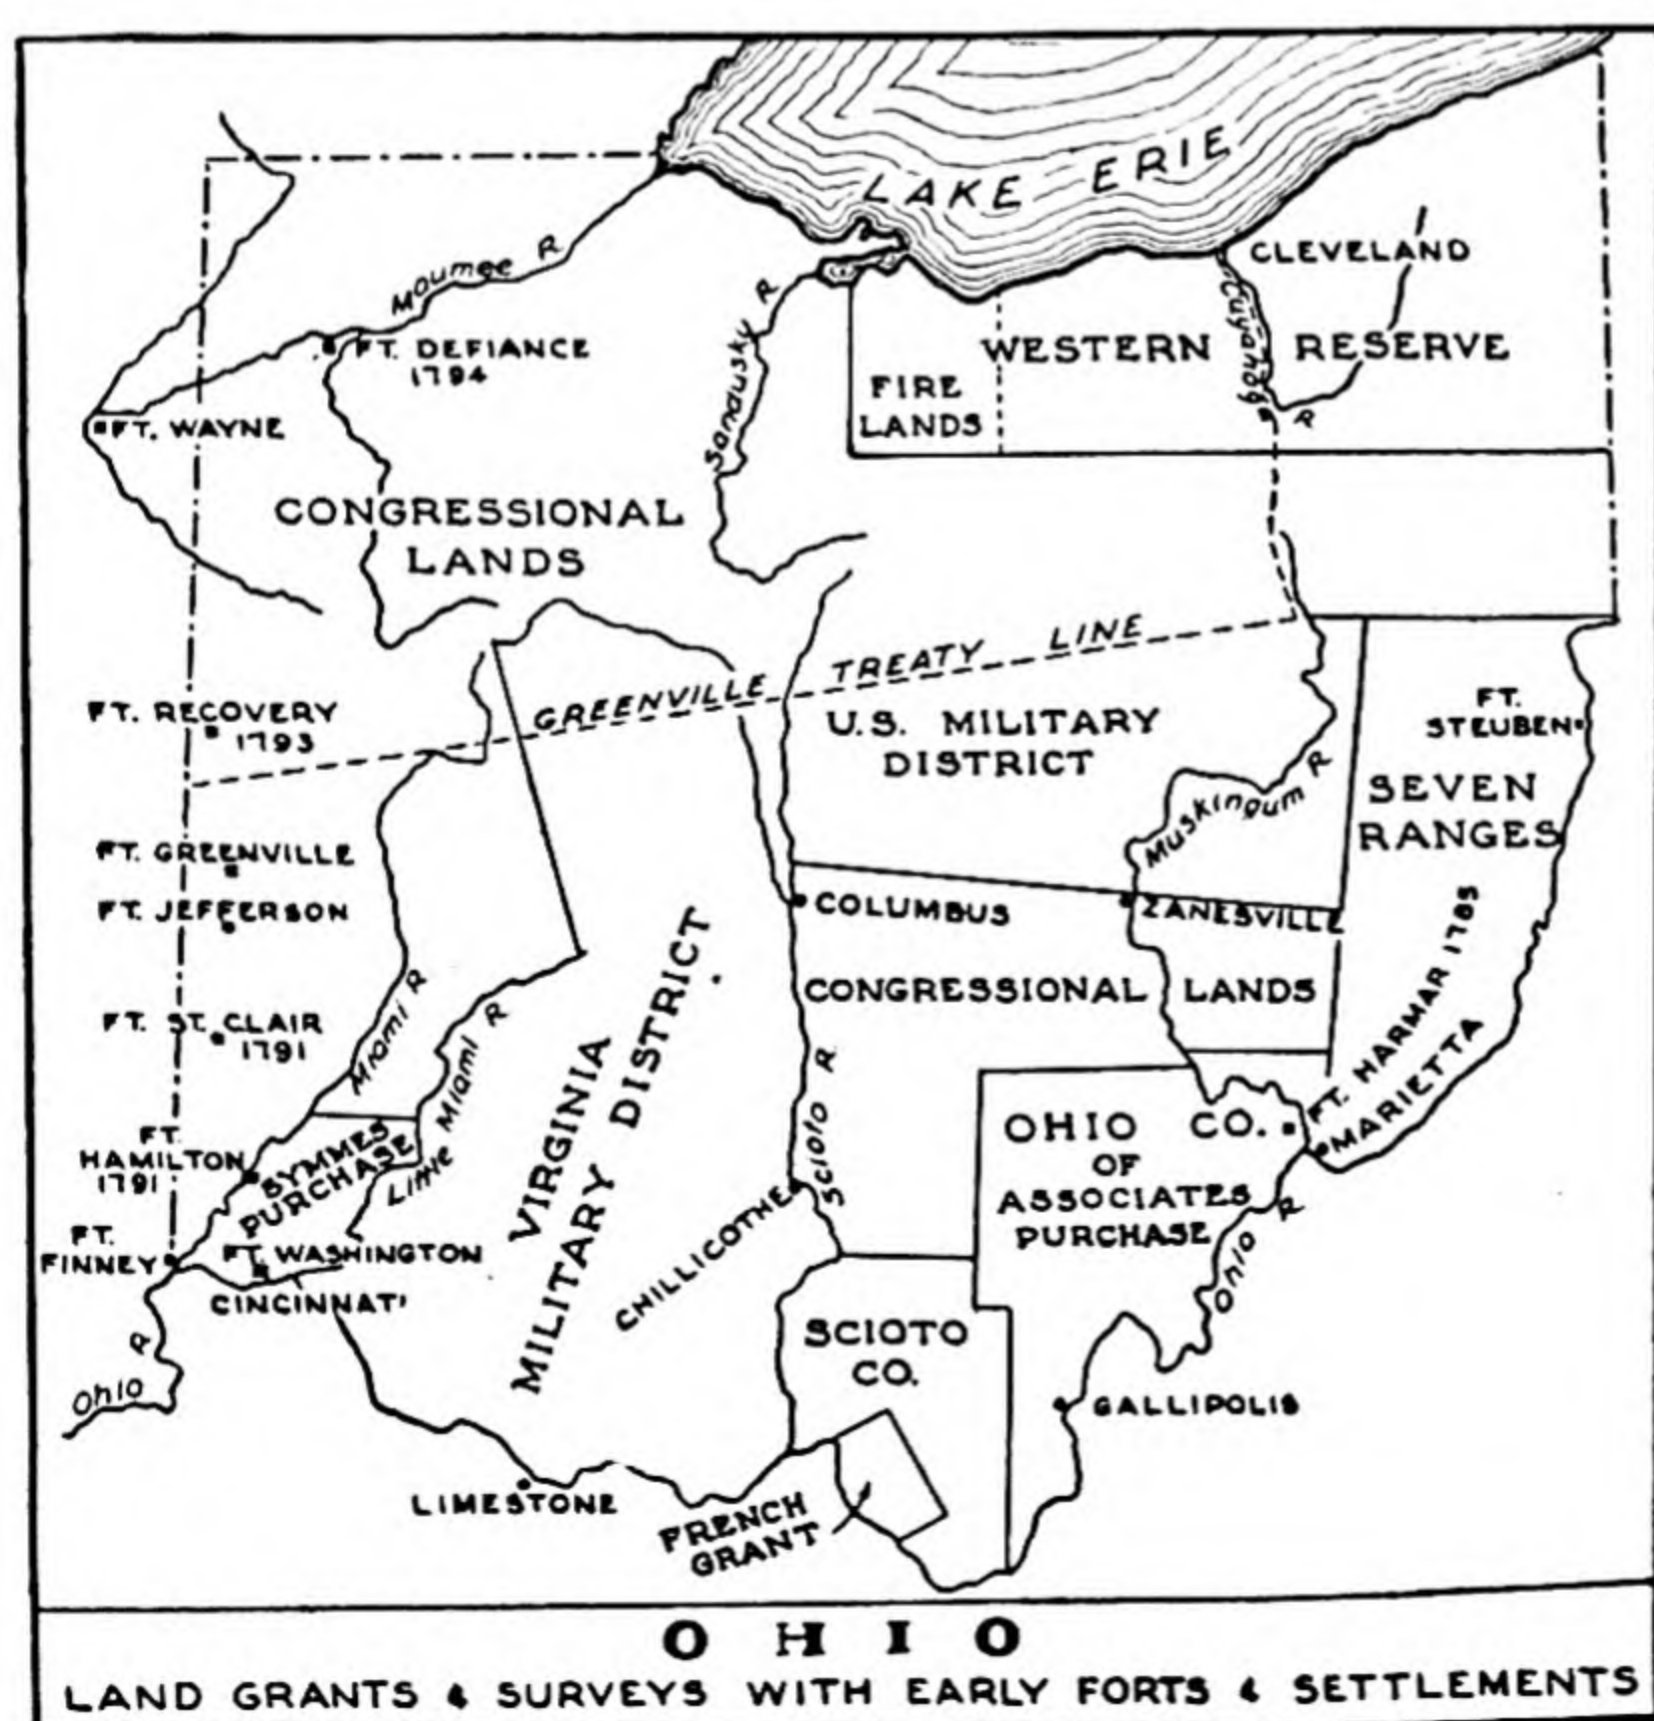 LAKE ERIE
CLEVELAND
Moumee R
Cuyahog R
Sandusky R
WESTERN RESERVE
FT. DEFIANCE
1794
FIRE
LANDS
FT. WAYNE
CONGRESSIONAL
LANDS
GREENVILLE TREATY LINE
FT. RECOVERY
1793
U.S. MILITARY
DISTRICT
FT.
STEUBEN
Muskingum R
SEVEN
RANGES
FT. GREENVILLE
FT. JEFFERSON
COLUMBUS
ZANESVILLE
CONGRESSIONAL LANDS
FT. ST. CLAIR
1791
Miami R
Little Miami R
VIRGINIA
MILITARY DISTRICT
Scioto R
FT. HARMAR 1785
MARIETTA
OHIO CO.
OF
ASSOCIATES
PURCHASE
FT.
HAMILTON
1791
SYMMES
PURCHASE
CHILLICOTHE
Ohio R
FT.
FINNEY
FT. WASHINGTON
CINCINNATI
Ohio R
SCIOTO
CO.
GALLIPOLIS
LIMESTONE
FRENCH
GRANT
OHIO
LAND GRANTS & SURVEYS WITH EARLY FORTS & SETTLEMENTS